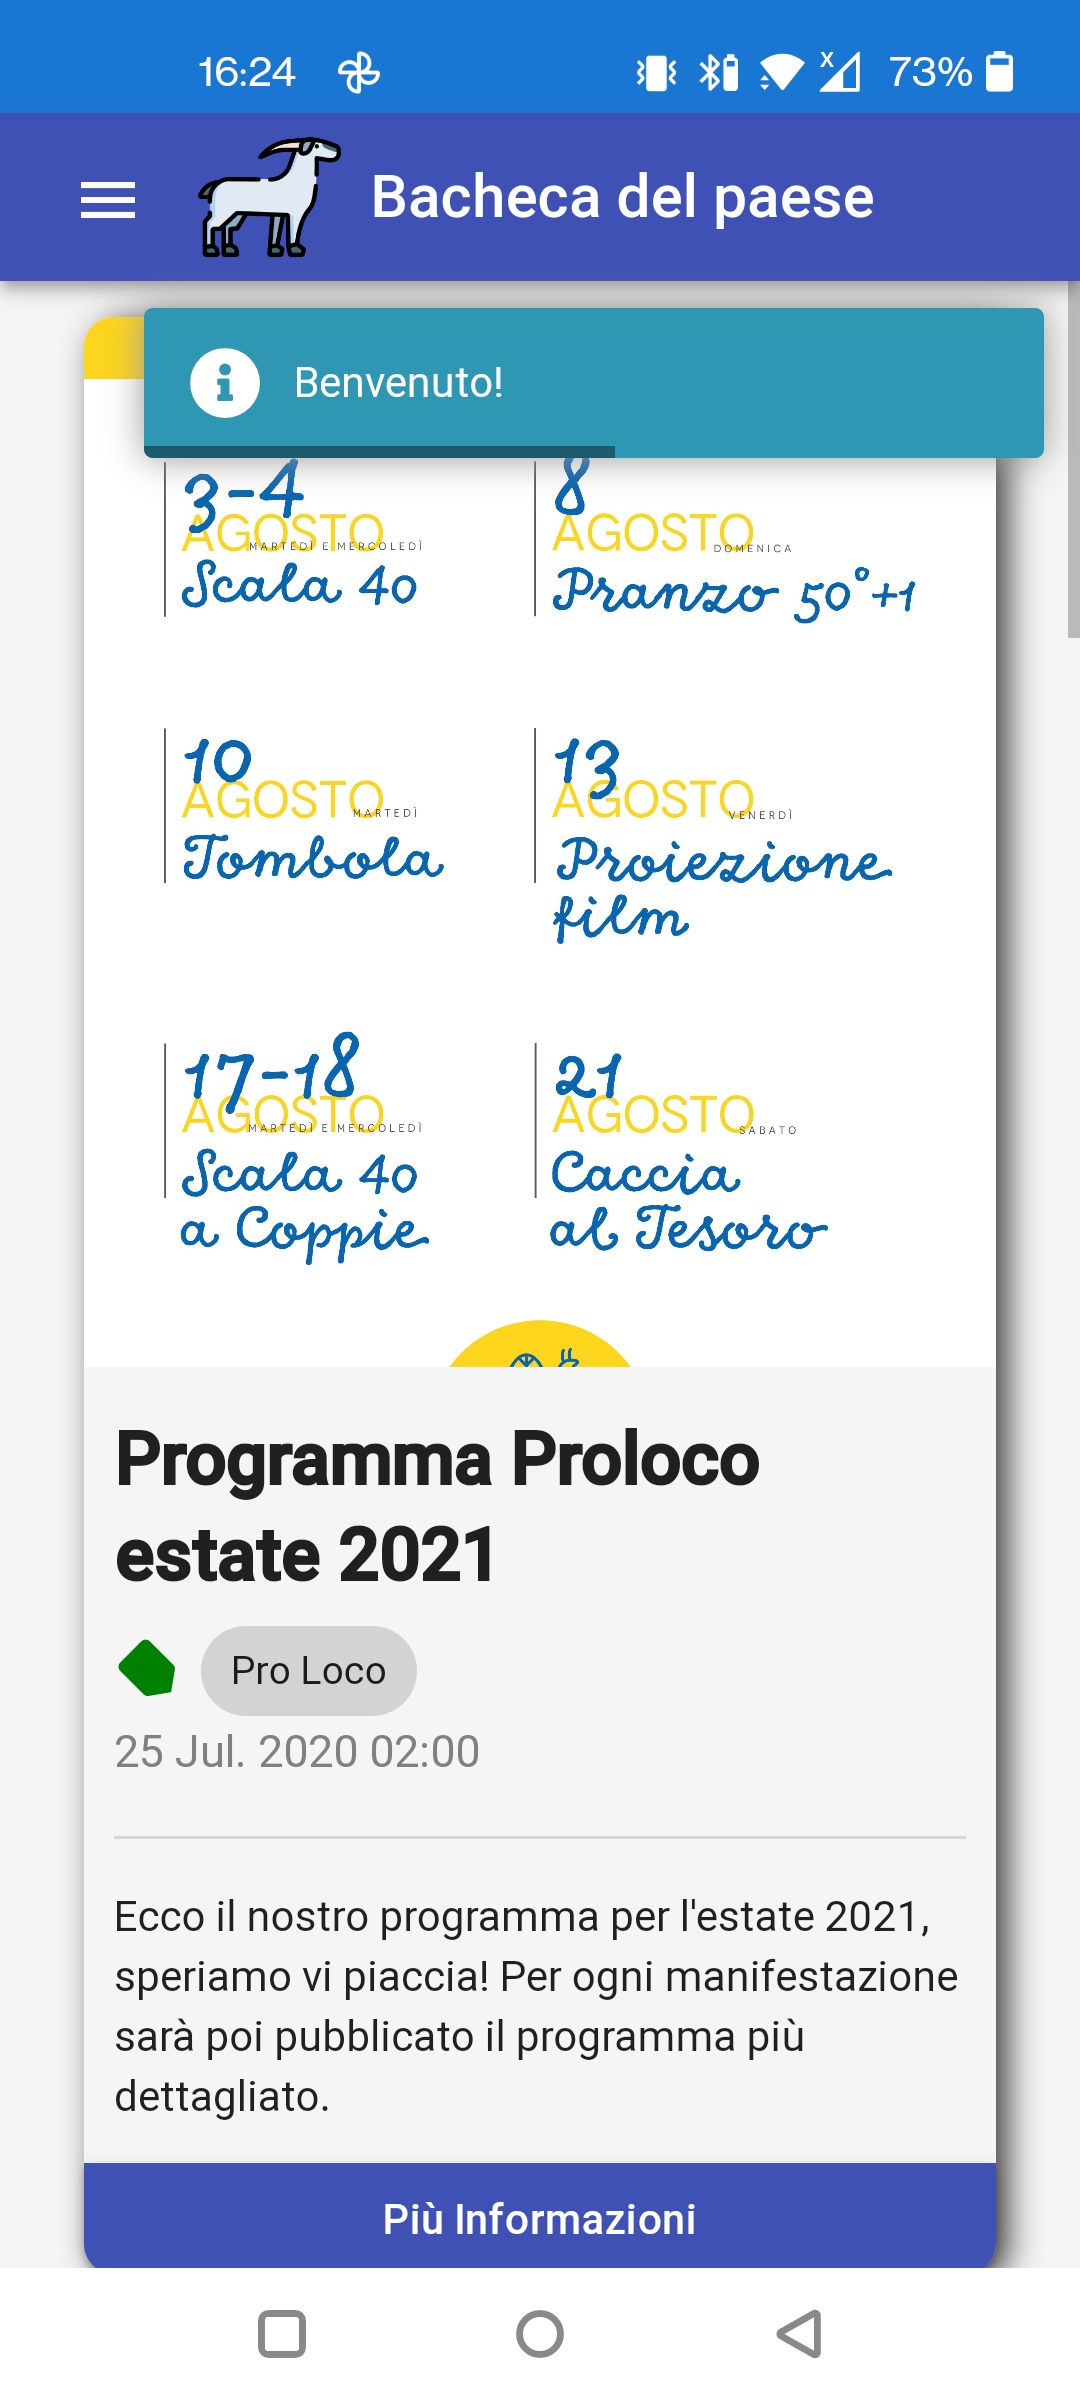 16:24
73%
Bacheca del paese
Benvenuto!
3-4
AGOSTO
MARTEDÌ E MERCOLEDÌ
Scala 40
8
AGOSTO
DOMENICA
Pranzo 50°+1
10
AGOSTO
MARTEDÌ
Tombola
13
AGOSTO
VENERDÌ
Proiezione
film
17-18
AGOSTO
MARTEDÌ E MERCOLEDÌ
Scala 40
a Coppie
21
AGOSTO
SABATO
Caccia
al Tesoro
Programma Proloco
estate 2021
Pro Loco
25 Jul. 2020 02:00
Ecco il nostro programma per l'estate 2021,
speriamo vi piaccia! Per ogni manifestazione
sarà poi pubblicato il programma più
dettagliato.
Più Informazioni